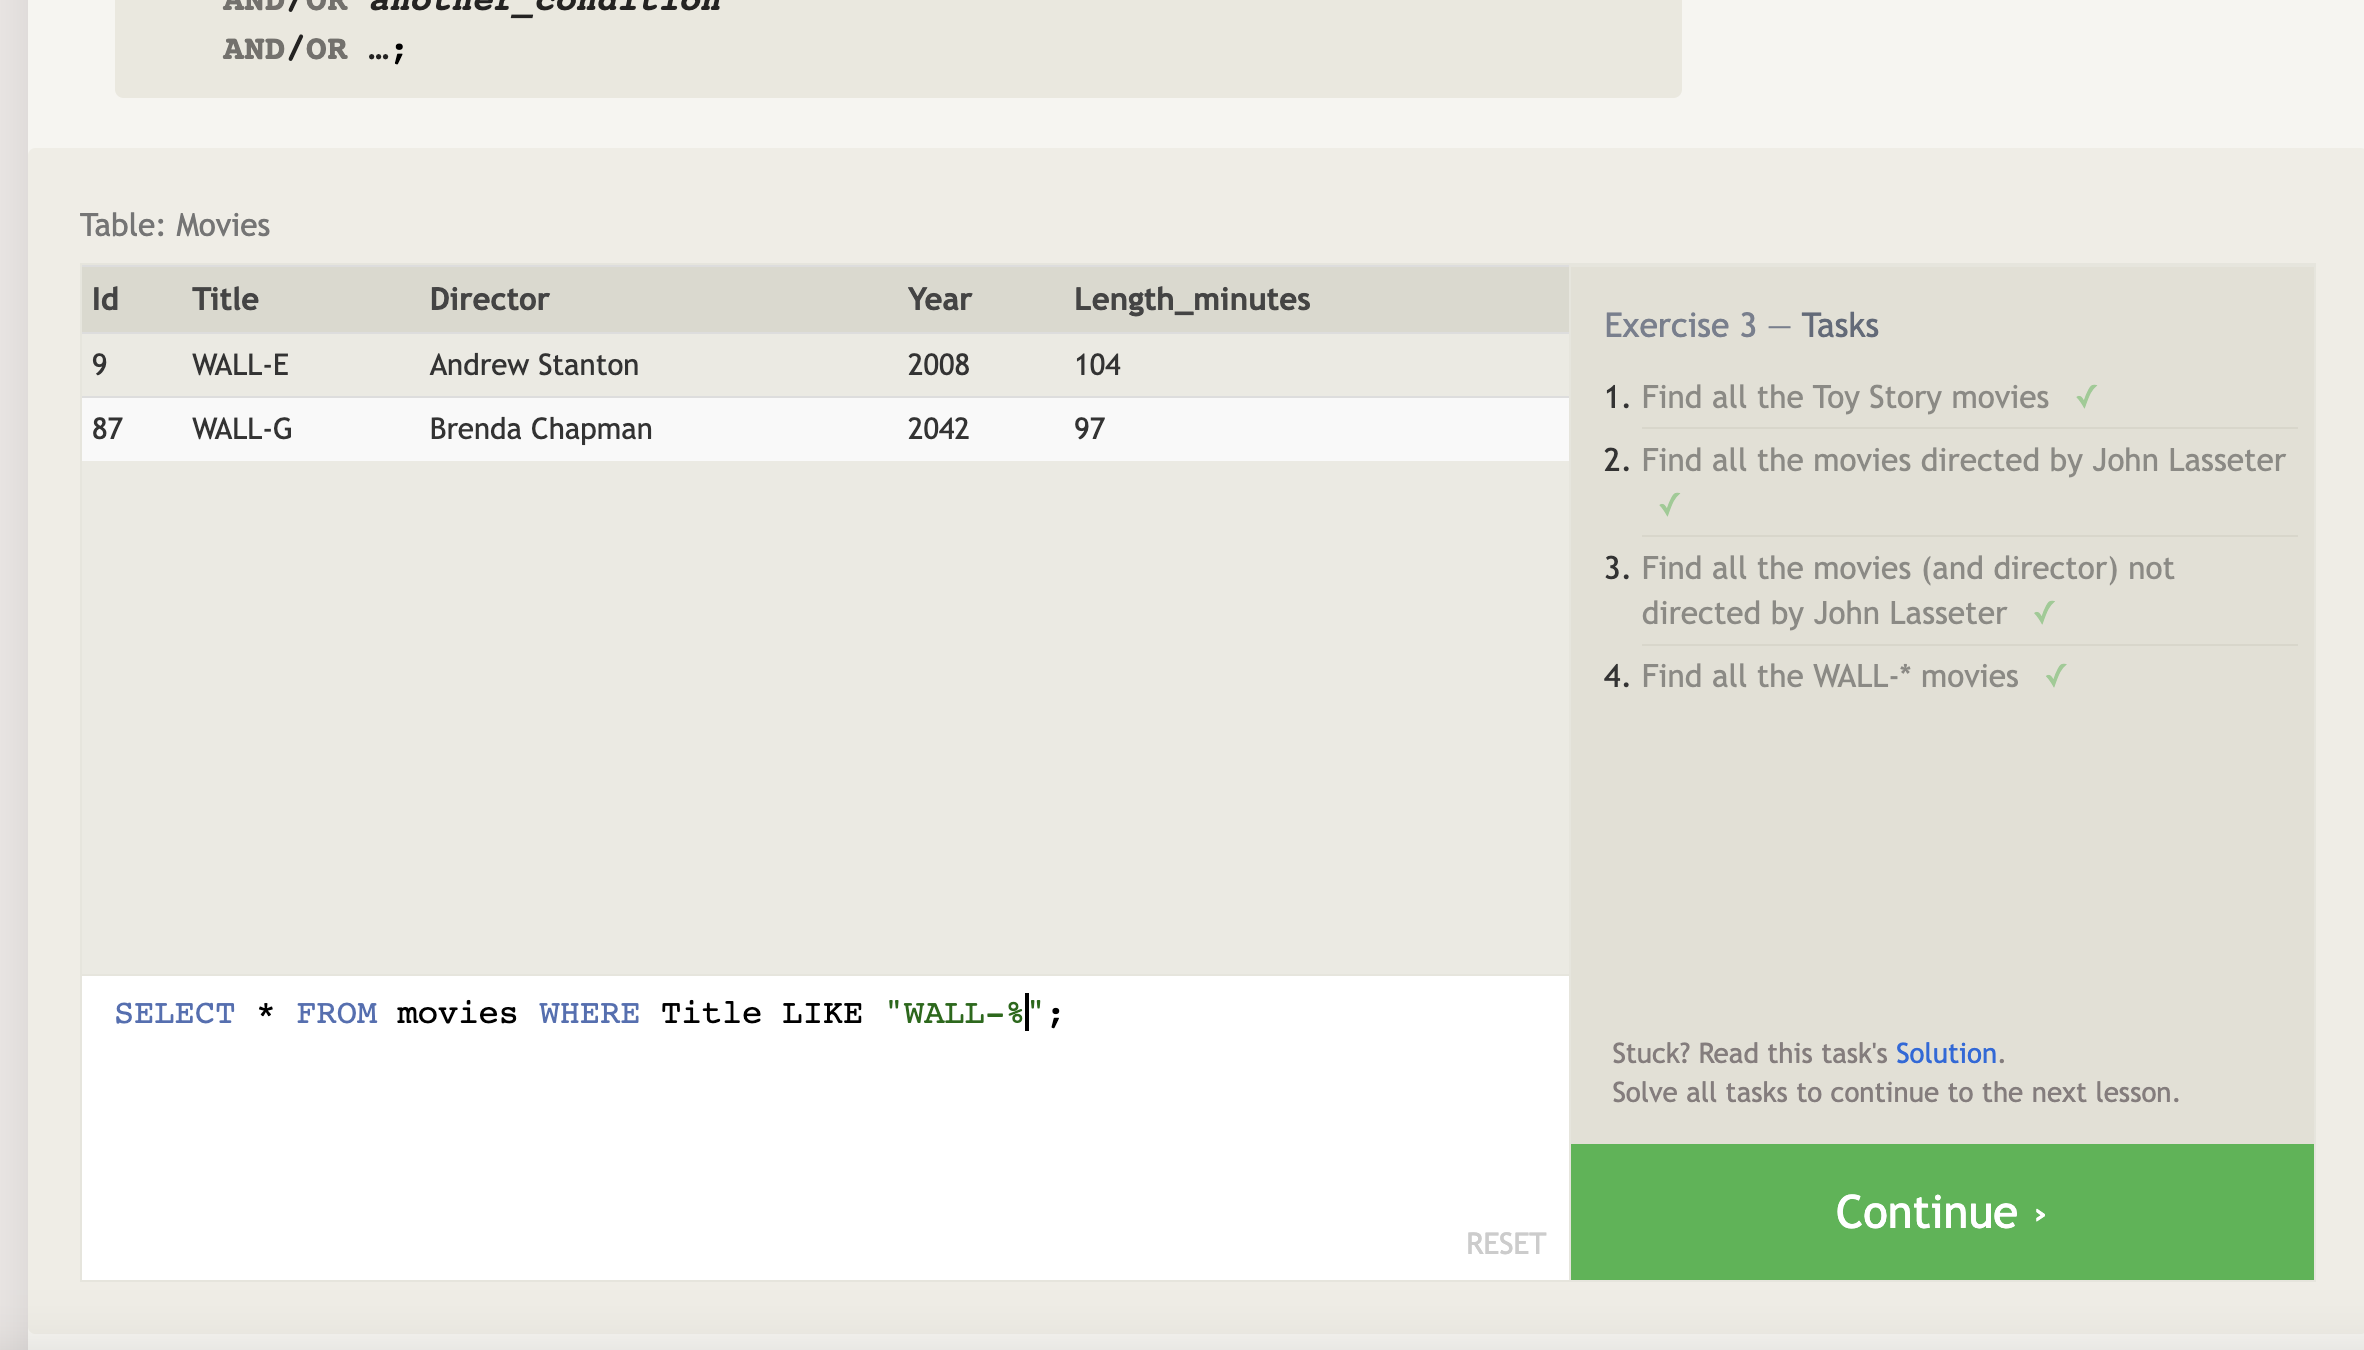 AND/OR another_condition
AND/OR …;
Table: Movies
Id Title Director Year Length_minutes
9 WALL-E Andrew Stanton 2008 104
87 WALL-G Brenda Chapman 2042 97
SELECT * FROM movies WHERE Title LIKE "WALL-%";
RESET
Exercise 3 — Tasks
1. Find all the Toy Story movies ✓
2. Find all the movies directed by John Lasseter
✓
3. Find all the movies (and director) not
directed by John Lasseter ✓
4. Find all the WALL-* movies ✓
Stuck? Read this task's Solution.
Solve all tasks to continue to the next lesson.
Continue ›